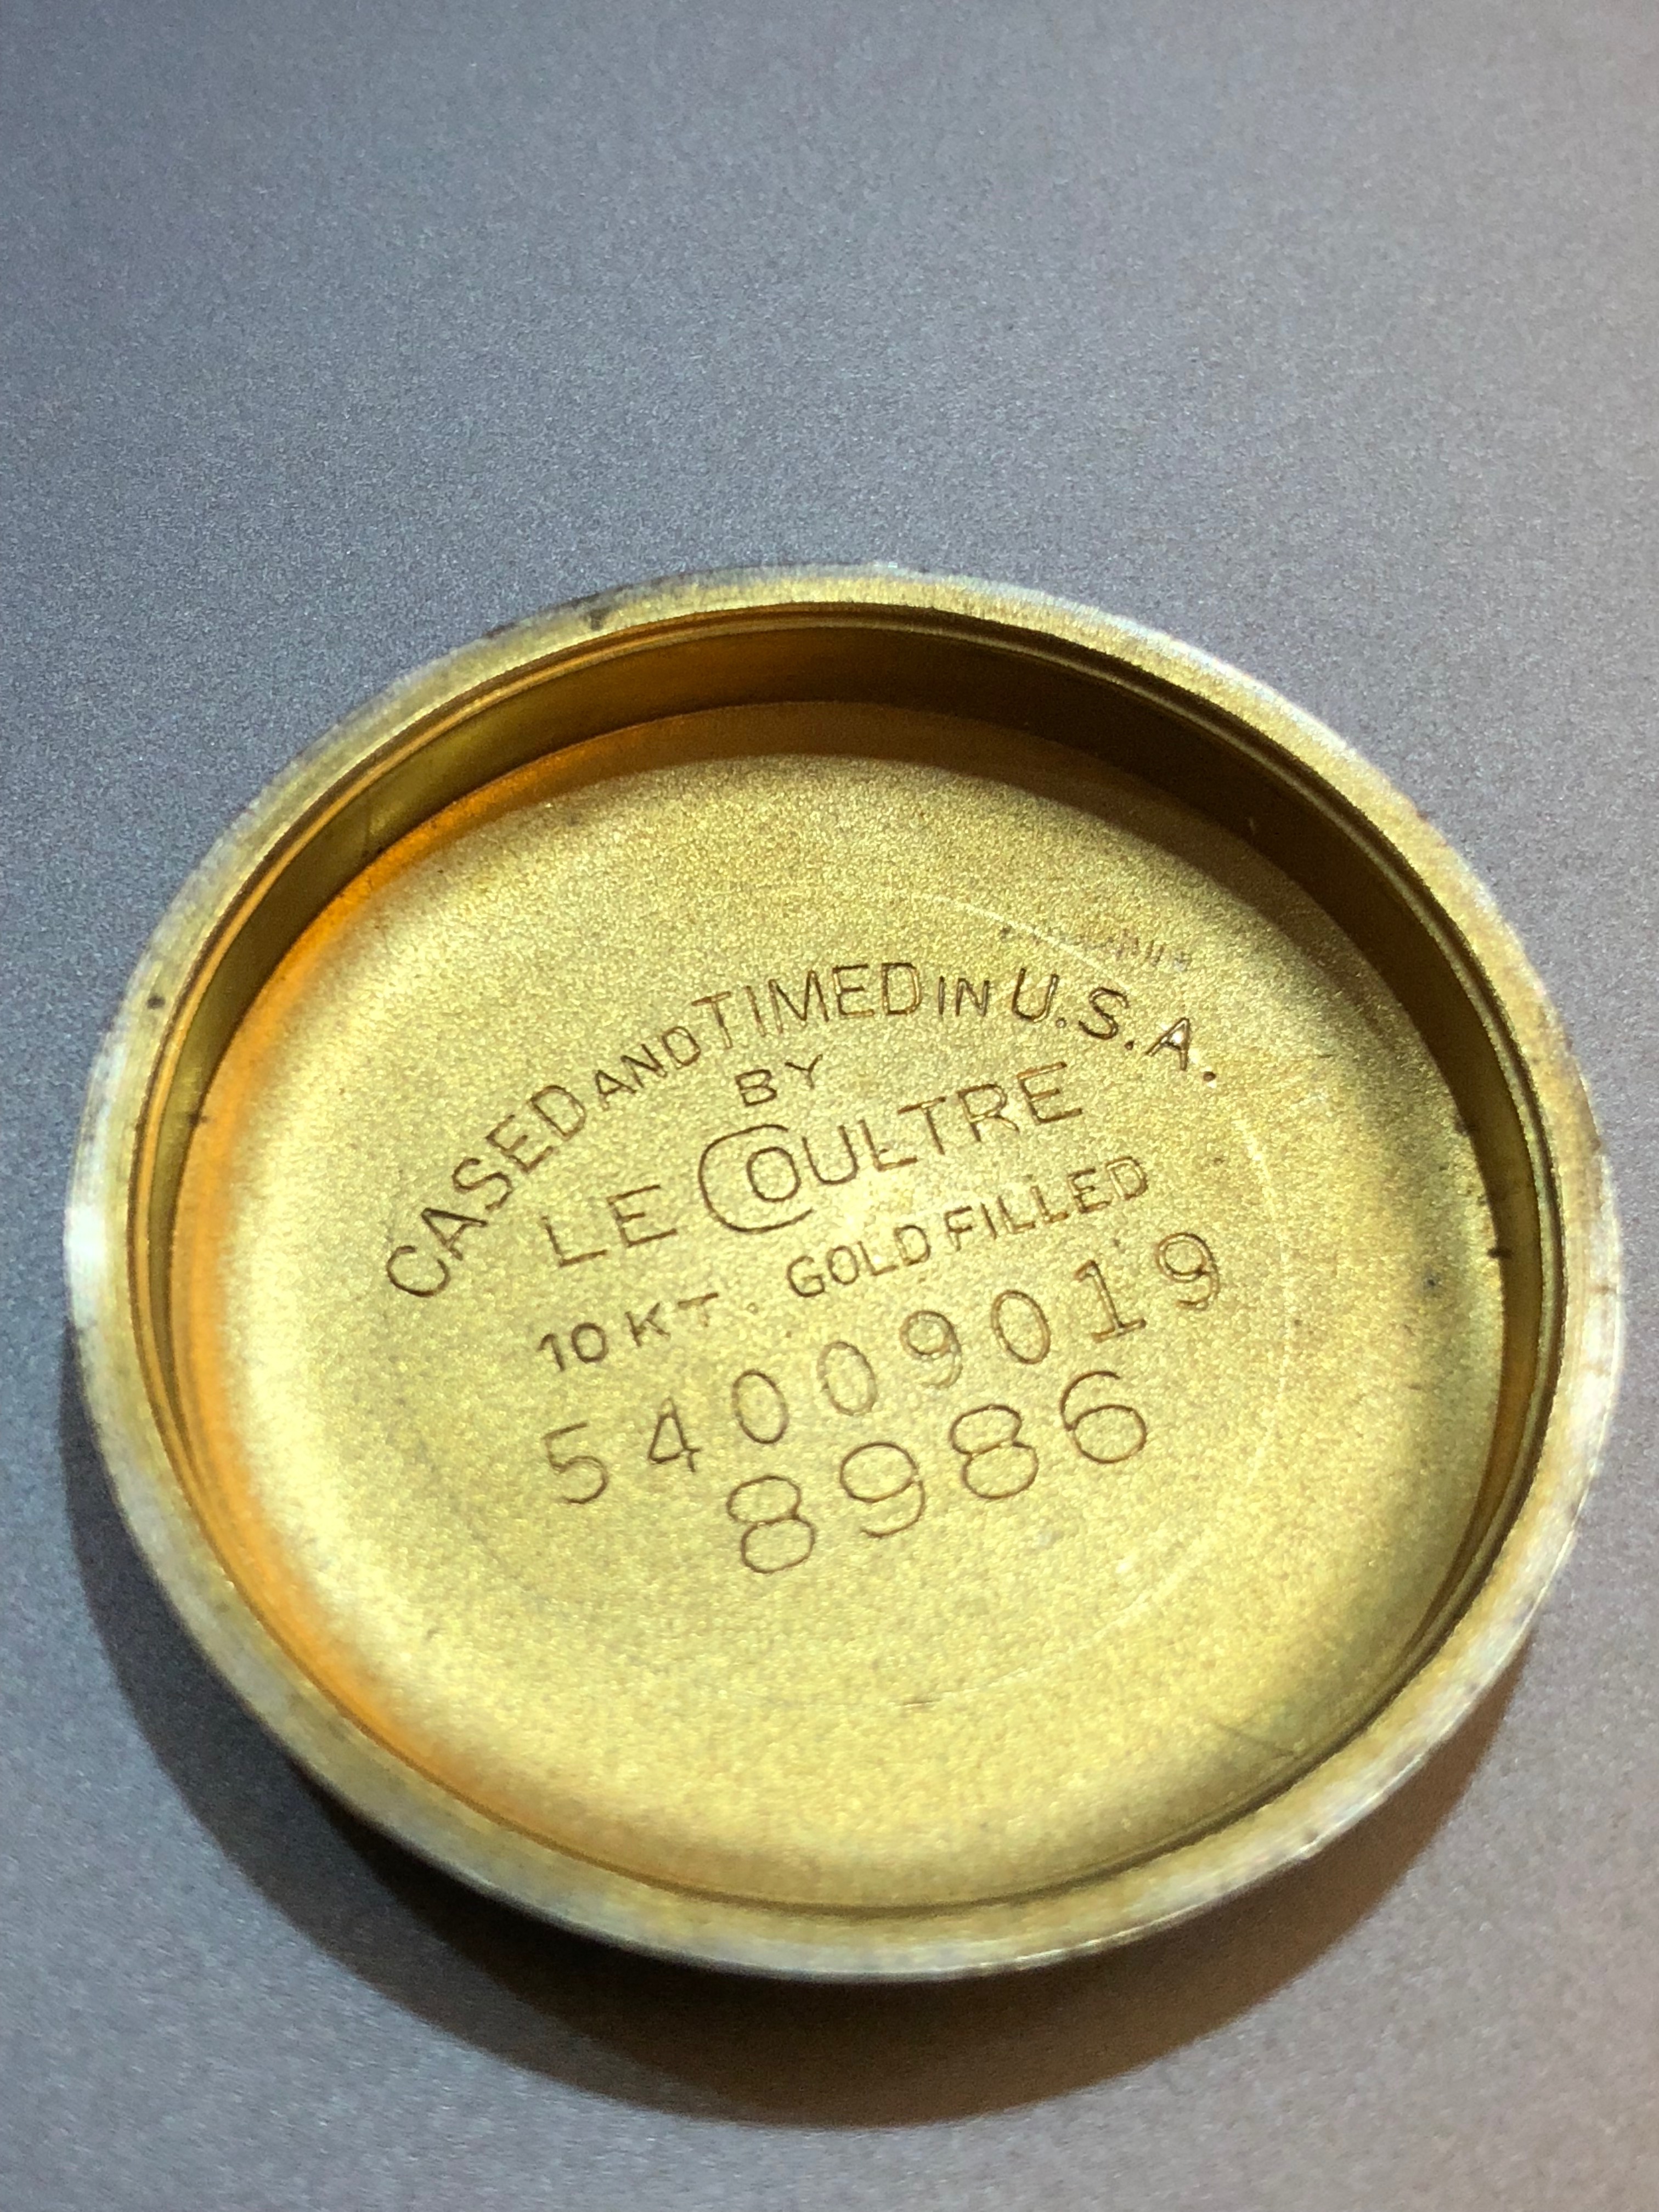 CASED AND TIMED IN U.S.A.
BY
LE COULTRE
10 KT. GOLD FILLED
54009019
8986